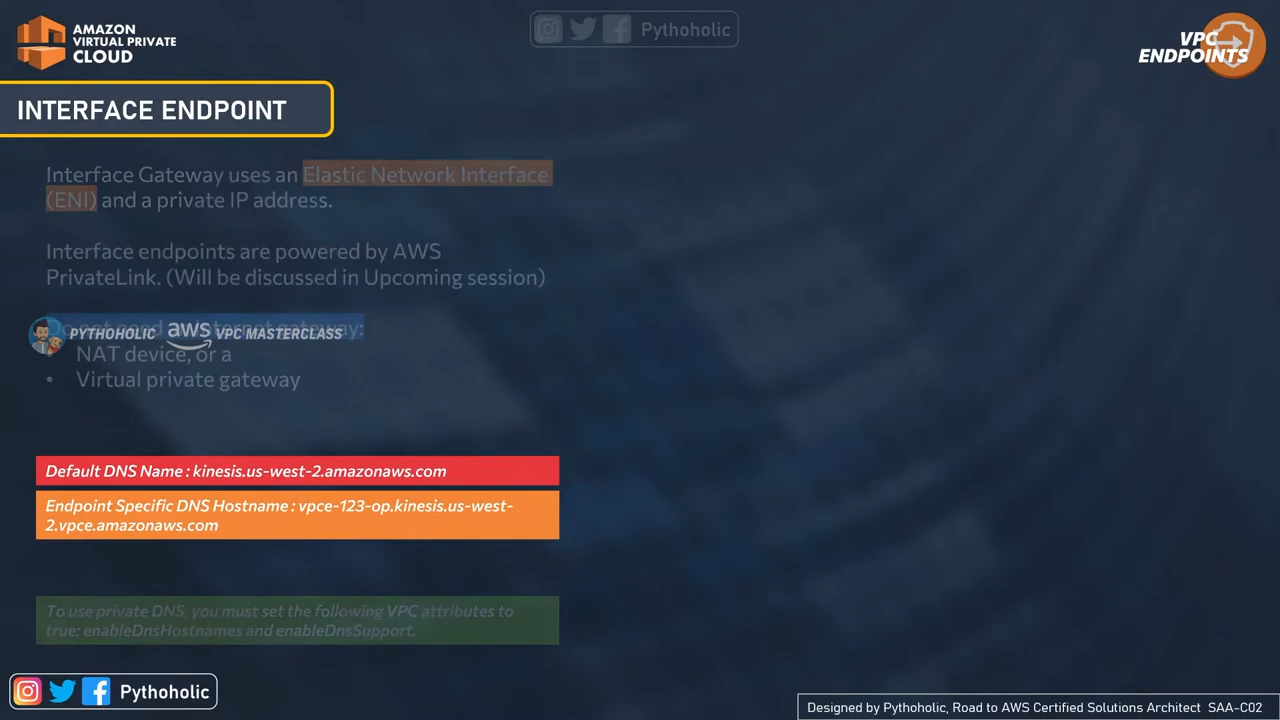 AMAZON
VIRTUAL PRIVATE
CLOUD
Pythoholic
VPC
ENDPOINTS
INTERFACE ENDPOINT
Interface Gateway uses an Elastic Network Interface
(ENI) and a private IP address.
Interface endpoints are powered by AWS
PrivateLink. (Will be discussed in Upcoming session)
PYTHOHOLIC aws VPC MASTERCLASS
NAT device, or a
• Virtual private gateway
Default DNS Name : kinesis.us-west-2.amazonaws.com
Endpoint Specific DNS Hostname : vpce-123-op.kinesis.us-west-
2.vpce.amazonaws.com
To use private DNS, you must set the following VPC attributes to
true: enableDnsHostnames and enableDnsSupport.
Pythoholic
Designed by Pythoholic, Road to AWS Certified Solutions Architect SAA-C02